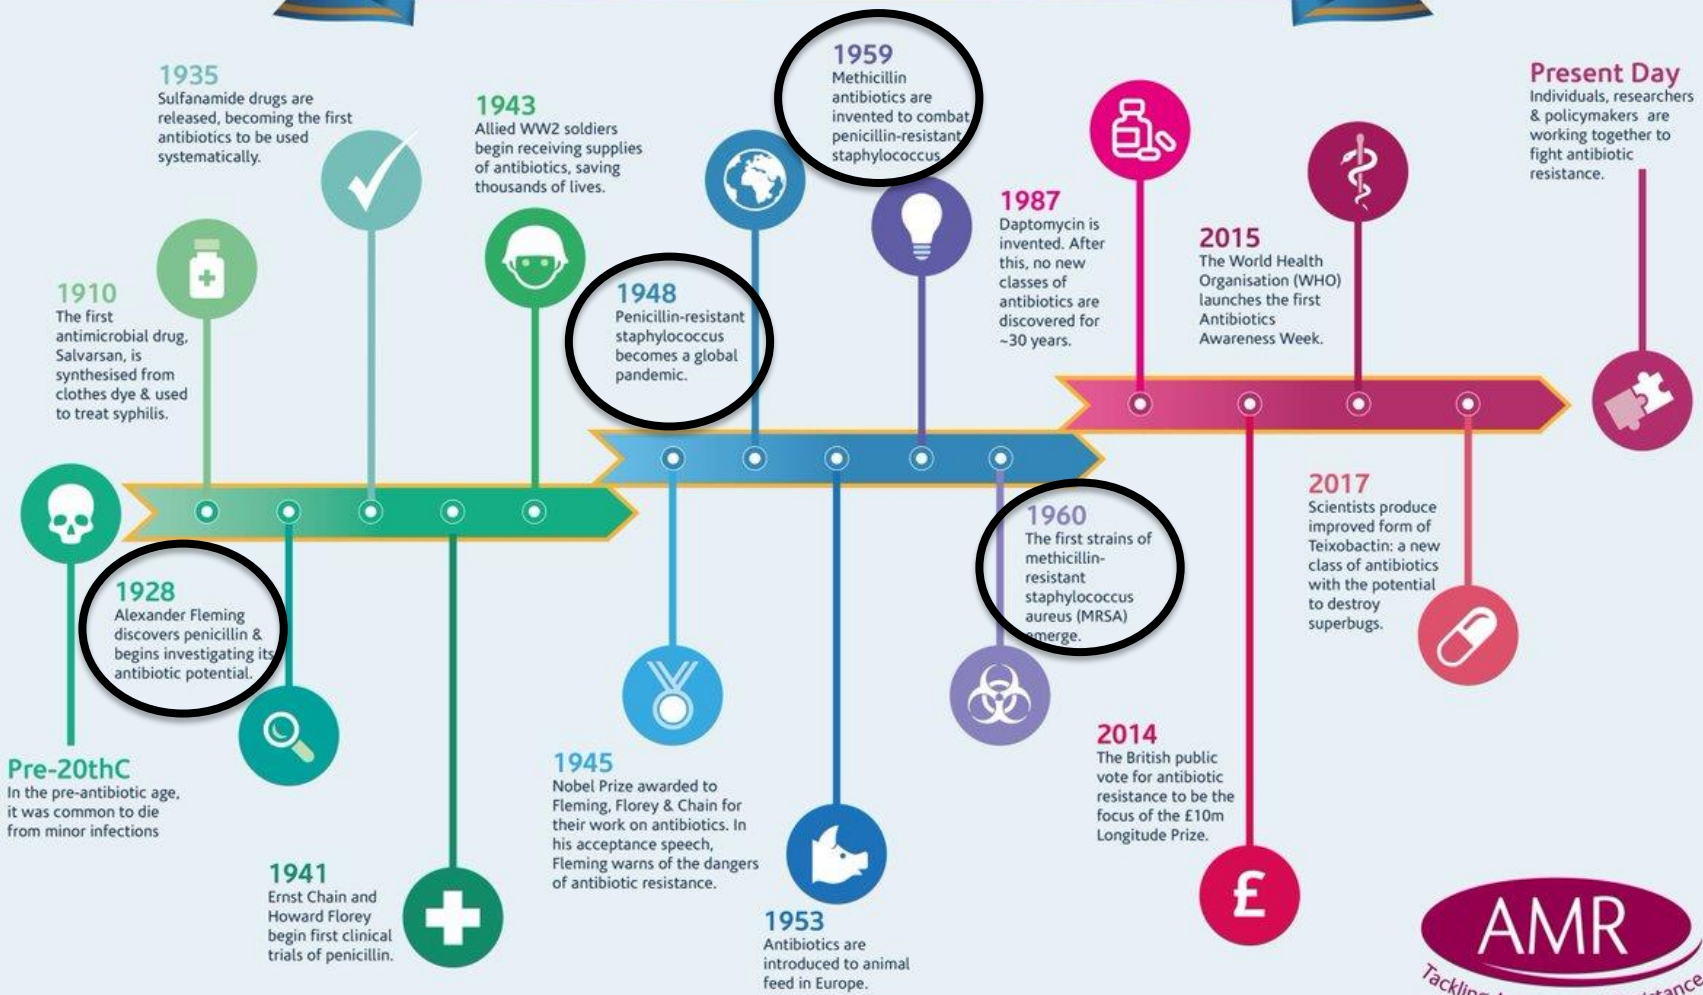 Pre-20thC
In the pre-antibiotic age,
it was common to die
from minor infections
1910
The first
antimicrobial drug,
Salvarsan, is
synthesised from
clothes dye & used
to treat syphilis.
1928
Alexander Fleming
discovers penicillin &
begins investigating its
antibiotic potential.
1935
Sulfanamide drugs are
released, becoming the first
antibiotics to be used
systematically.
1941
Ernst Chain and
Howard Florey
begin first clinical
trials of penicillin.
1943
Allied WW2 soldiers
begin receiving supplies
of antibiotics, saving
thousands of lives.
1945
Nobel Prize awarded to
Fleming, Florey & Chain for
their work on antibiotics. In
his acceptance speech,
Fleming warns of the dangers
of antibiotic resistance.
1948
Penicillin-resistant
staphylococcus
becomes a global
pandemic.
1953
Antibiotics are
introduced to animal
feed in Europe.
1959
Methicillin
antibiotics are
invented to combat
penicillin-resistant
staphylococcus
1960
The first strains of
methicillin-
resistant
staphylococcus
aureus (MRSA)
emerge.
1987
Daptomycin is
invented. After
this, no new
classes of
antibiotics are
discovered for
~30 years.
2014
The British public
vote for antibiotic
resistance to be the
focus of the £10m
Longitude Prize.
£
2015
The World Health
Organisation (WHO)
launches the first
Antibiotics
Awareness Week.
2017
Scientists produce
improved form of
Teixobactin: a new
class of antibiotics
with the potential
to destroy
superbugs.
Present Day
Individuals, researchers
& policymakers are
working together to
fight antibiotic
resistance.
AMR
Tackling